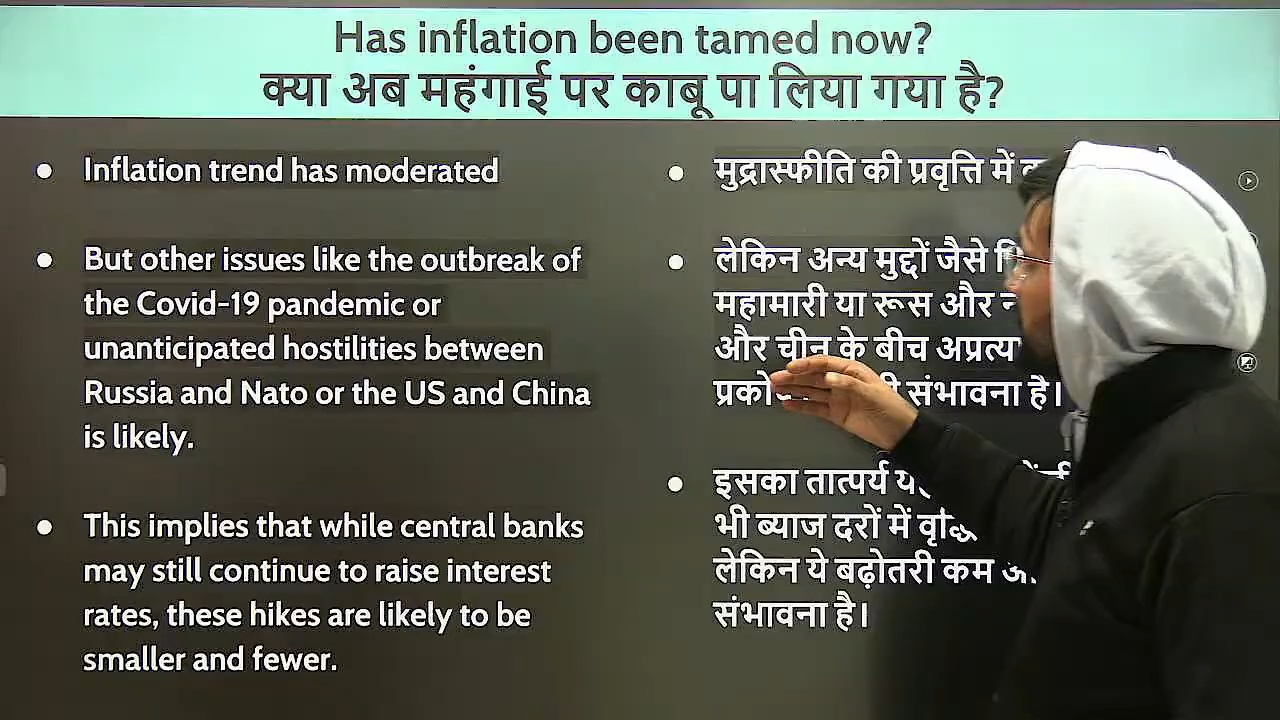 Has inflation been tamed now?
क्या अब महंगाई पर काबू पा लिया गया है?
Inflation trend has moderated
But other issues like the outbreak of
the Covid-19 pandemic or
unanticipated hostilities between
Russia and Nato or the US and China
is likely.
This implies that while central banks
may still continue to raise interest
rates, these hikes are likely to be
smaller and fewer.
मुद्रास्फीति की प्रवृत्ति में
लेकिन अन्य मुद्दों जैसे
महामारी या रूस और
और चीन के बीच
संभावना है।
इसका तात्पर्य
भी ब्याज दरों में
लेकिन ये बढ़ोतरी कम
संभावना है।